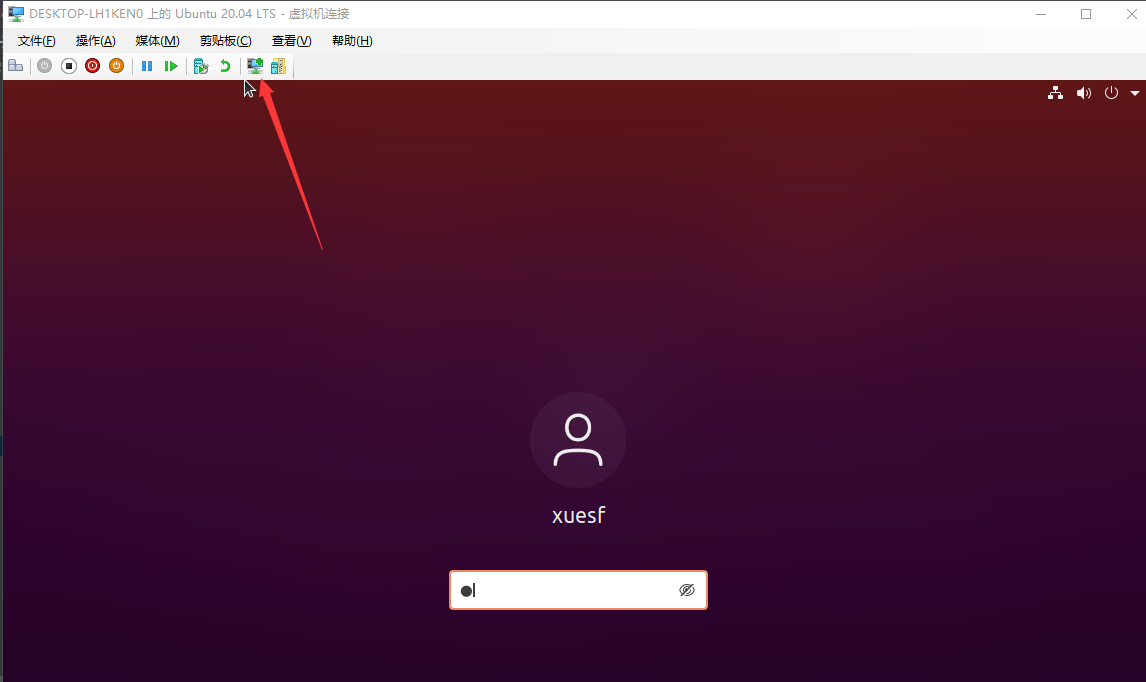 DESKTOP-LH1KEN0 上的 Ubuntu 20.04 LTS - 虚拟机连接
文件(F) 操作(A) 媒体(M) 剪贴板(C) 查看(V) 帮助(H)
xuesf